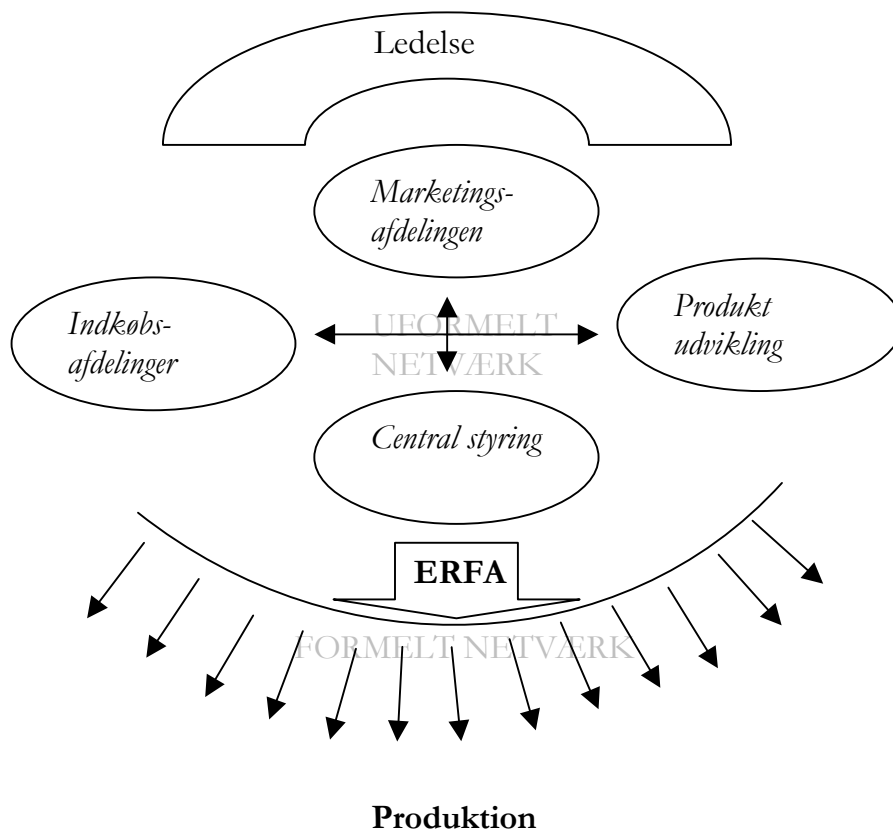 Ledelse
Marketings-
afdelingen
Indkøbs-
afdelinger
UFORMELT
NETVÆRK
Produkt
udvikling
Central styring
ERFA
FORMELT NETVÆRK
Produktion